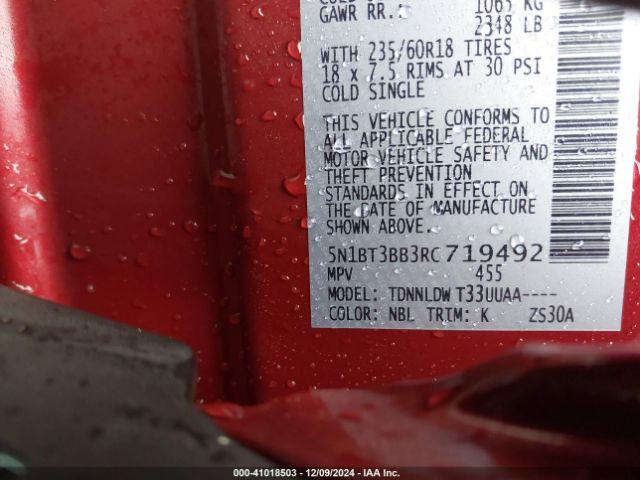 GAWR RR.: 1065 KG
2348 LB
WITH 235/60R18 TIRES
18 x 7.5 RIMS AT 30 PSI
COLD SINGLE
THIS VEHICLE CONFORMS TO
ALL APPLICABLE FEDERAL
MOTOR VEHICLE SAFETY AND
THEFT PREVENTION
STANDARDS IN EFFECT ON
THE DATE OF MANUFACTURE
SHOWN ABOVE.
5N1BT3BB3RC719492
MPV 455
MODEL: TDNNLDW T33UUAA----
COLOR: NBL TRIM: K ZS30A
000-41018503 - 12/09/2024 - IAA Inc.